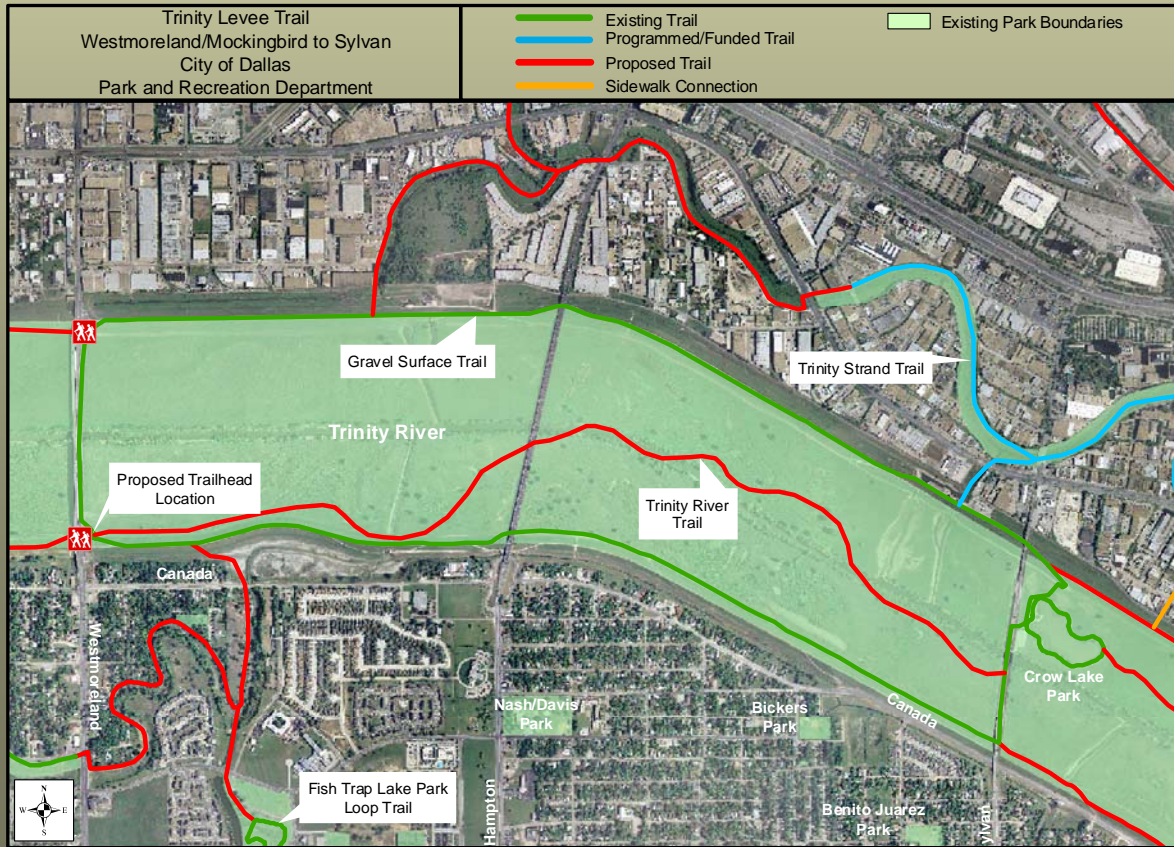 Trinity Levee Trail
Westmoreland/Mockingbird to Sylvan
City of Dallas
Park and Recreation Department
Existing Trail
Programmed/Funded Trail
Proposed Trail
Sidewalk Connection
Existing Park Boundaries
Gravel Surface Trail
Trinity Strand Trail
Trinity River
Proposed Trailhead
Location
Trinity River
Trail
Canada
Westmoreland
Crow Lake
Park
Nash/Davis
Park
Bickers
Park
Canada
Fish Trap Lake Park
Loop Trail
Hampton
Benito Juarez
Park
ylvan
N
W
E
S